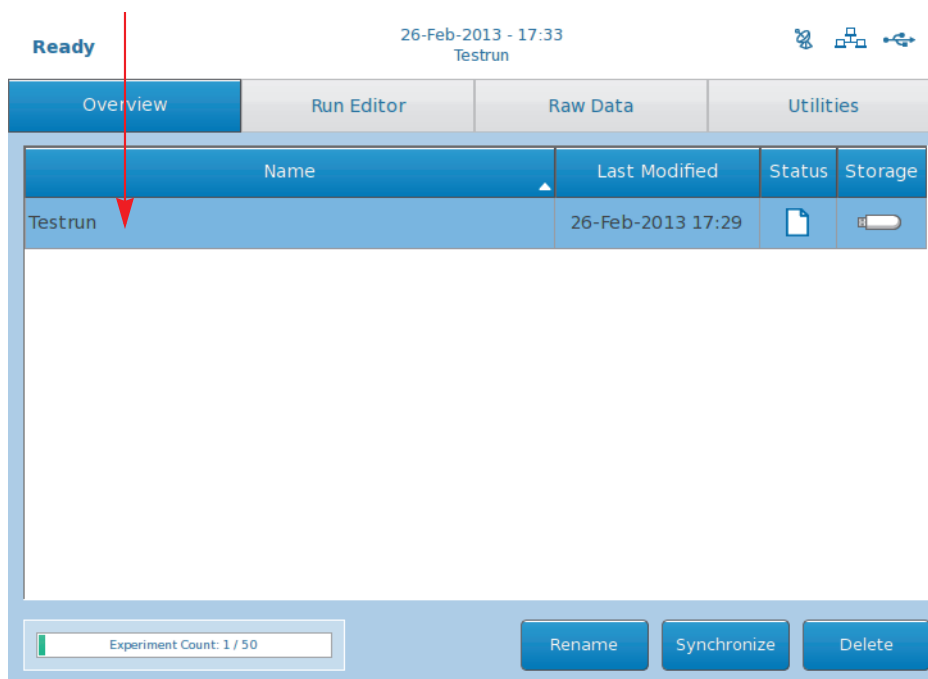 Ready
26-Feb-2013 - 17:33
Testrun
Overview
Run Editor
Raw Data
Utilities
Name
Last Modified
Status
Storage
Testrun
26-Feb-2013 17:29
Experiment Count: 1 / 50
Rename
Synchronize
Delete